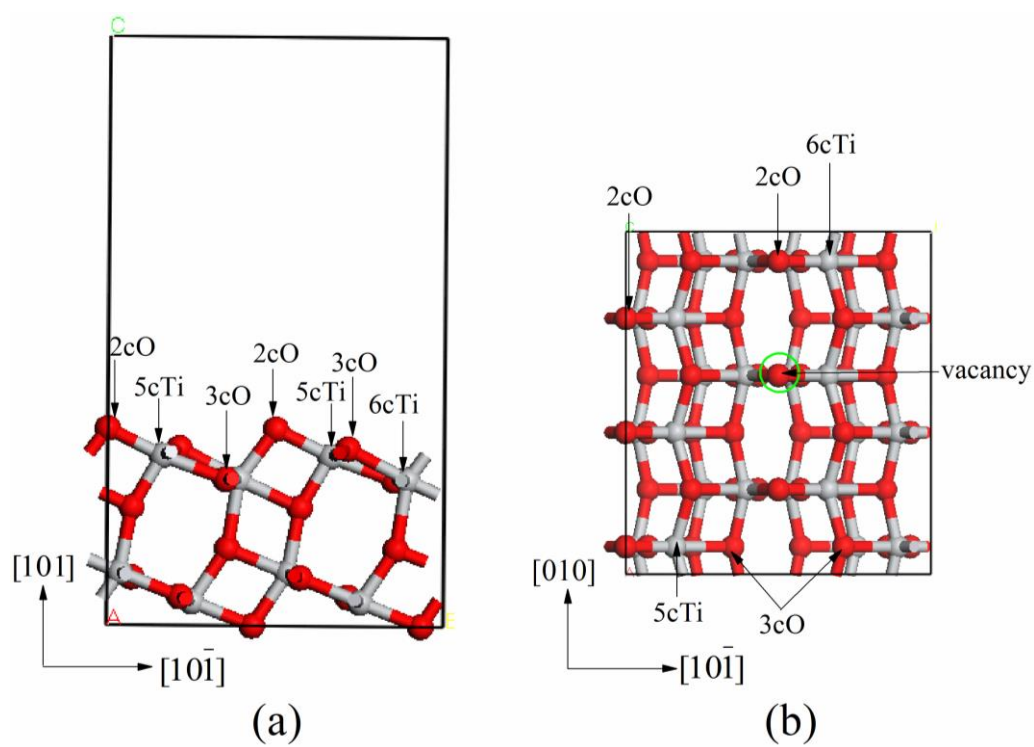 C
2cO
5cTi
3cO
2cO
5cTi
3cO
6cTi
A
[101]
[101̄]
(a)
2cO
2cO
6cTi
vacancy
5cTi
3cO
[010]
[101̄]
(b)